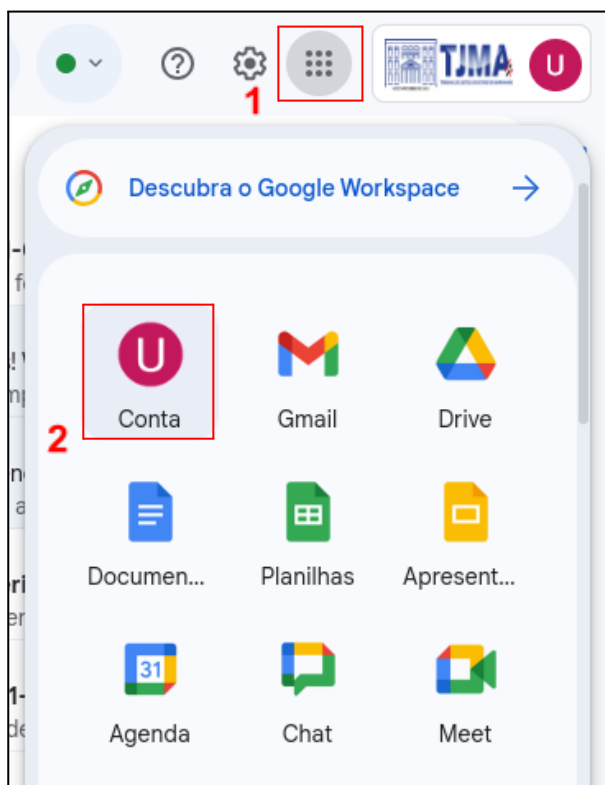 TJMA
U
1
Descubra o Google Workspace
U
Conta
Gmail
Drive
2
Documen...
Planilhas
Apresent...
31
Agenda
Chat
Meet